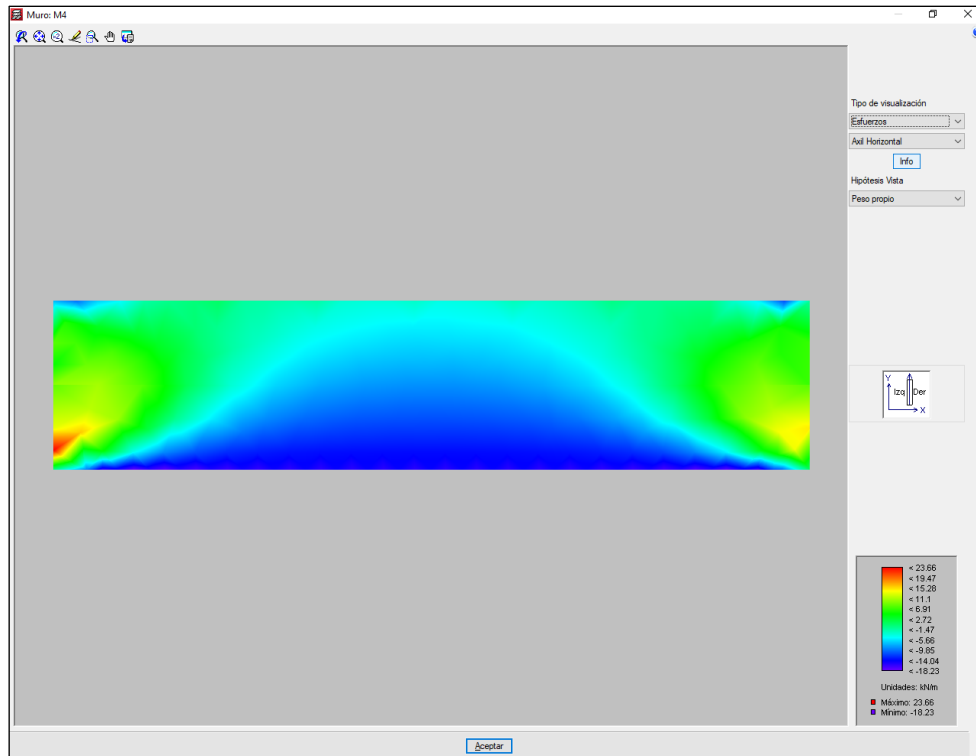 Muro: M4
Tipo de visualización
Esfuerzos
Axil Horizontal
Info
Hipótesis Vista
Peso propio
Y
Izq
Der
X
< 23.66
< 19.47
< 15.28
< 11.1
< 6.91
< 2.72
< -1.47
< -5.66
< -9.85
< -14.04
< -18.23
Unidades: kN/m
Máximo: 23.66
Mínimo: -18.23
Aceptar